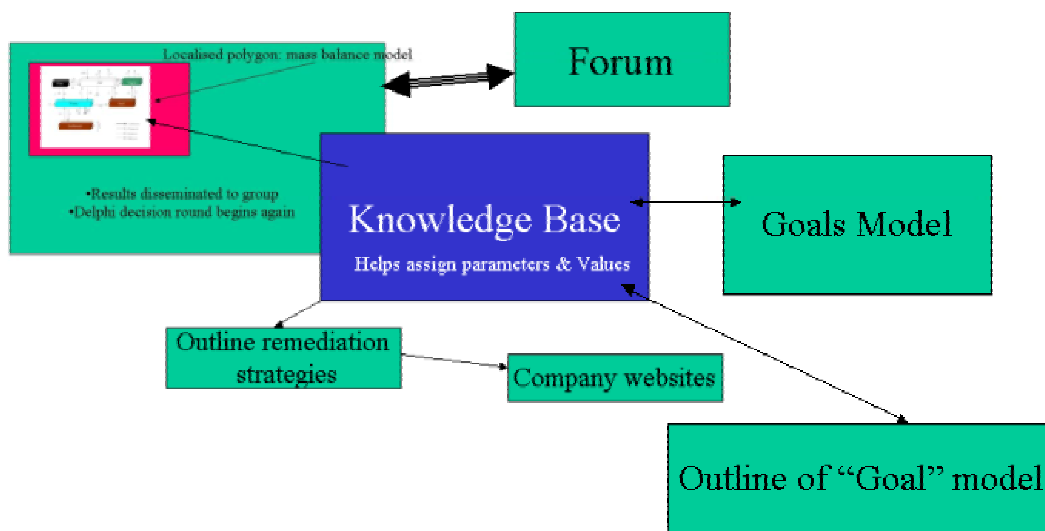 Localised polygon: mass balance model
Forum
•Results disseminated to group
•Delphi decision round begins again
Knowledge Base
Helps assign parameters & Values
Goals Model
Outline remediation
strategies
Company websites
Outline of “Goal” model